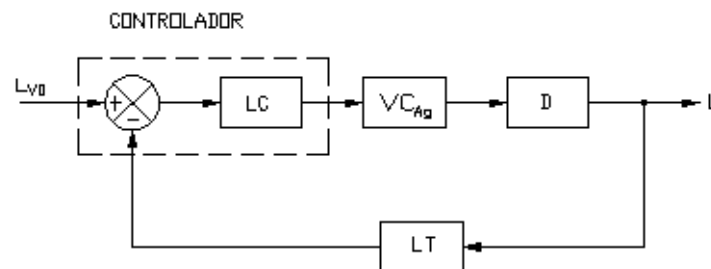 CONTROLADOR
L_VO
+
−
LC
VC_Ag
D
L
LT